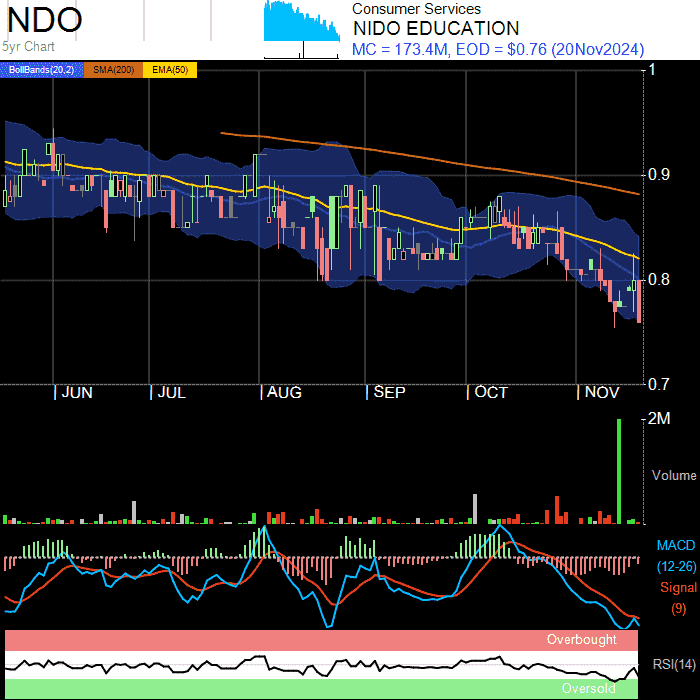 NDO
5yr Chart
Consumer Services
NIDO EDUCATION
MC = 173.4M, EOD = $0.76 (20Nov2024)
BollBands(20,2) SMA(200) EMA(50)
1
0.9
0.8
0.7
JUN JUL AUG SEP OCT NOV
2M
Volume
MACD
(12-26)
Signal
(9)
Overbought
RSI(14)
Oversold